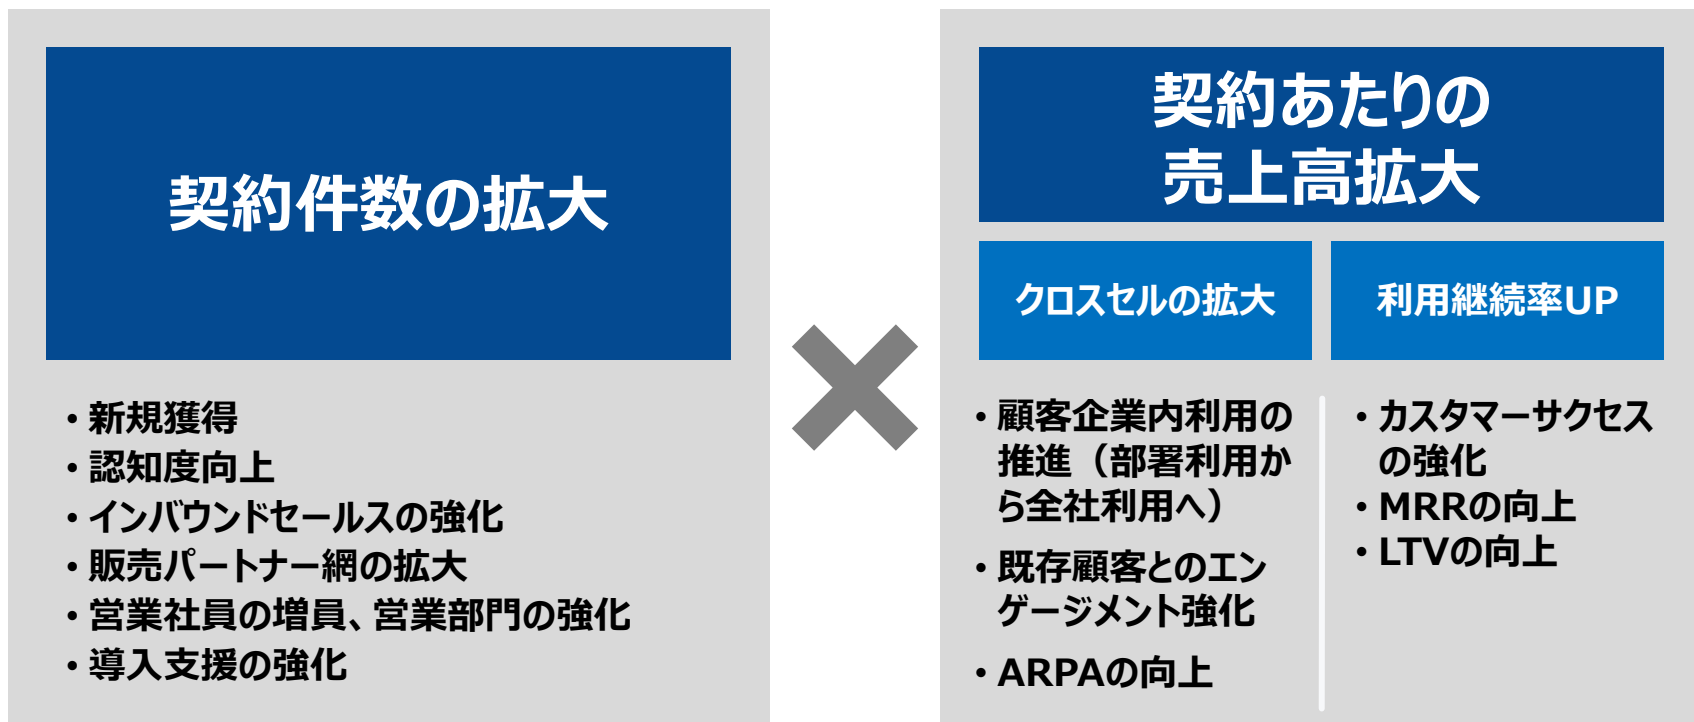 契約件数の拡大
・新規獲得
・認知度向上
・インバウンドセールスの強化
・販売パートナー網の拡大
・営業社員の増員、営業部門の強化
・導入支援の強化
契約あたりの
売上高拡大
クロスセルの拡大
・顧客企業内利用の
推進（部署利用か
ら全社利用へ）
・既存顧客とのエン
ゲージメント強化
・ARPAの向上
利用継続率UP
・カスタマーサクセス
の強化
・MRRの向上
・LTVの向上